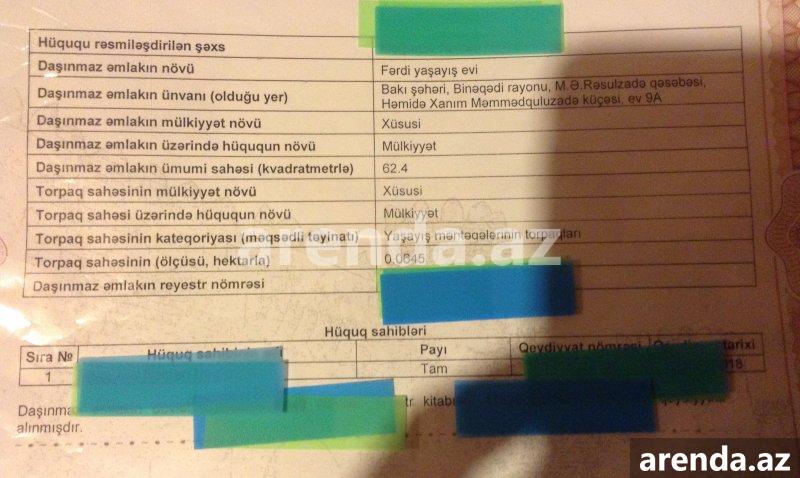 Hüququ rəsmiləşdirilən şəxs
Daşınmaz əmlakın növü Fərdi yaşayış evi
Daşınmaz əmlakın ünvanı (olduğu yer) Bakı şəhəri, Binəqədi rayonu, M.Ə.Rəsulzadə qəsəbəsi,
Həmidə Xanım Məmmədquluzadə küçəsi, ev 9A
Daşınmaz əmlakın mülkiyyət növü Xüsusi
Daşınmaz əmlakın üzərində hüququn növü Mülkiyyət
Daşınmaz əmlakın ümumi sahəsi (kvadratmetrlə) 62.4
Torpaq sahəsinin mülkiyyət növü Xüsusi
Torpaq sahəsi üzərində hüququn növü Mülkiyyət
Torpaq sahəsinin kateqoriyası (məqsədli təyinatı) Yaşayış məntəqələrinin torpaqları
arenda.az
Torpaq sahəsinin (ölçüsü, hektarla) 0.0645
Daşınmaz əmlakın reyestr nömrəsi
Hüquq sahibləri
Sıra № Hüquq Payı Qeydiyyat nömrəsi tarixi
1 Tam
alınmışdır.
arenda.az